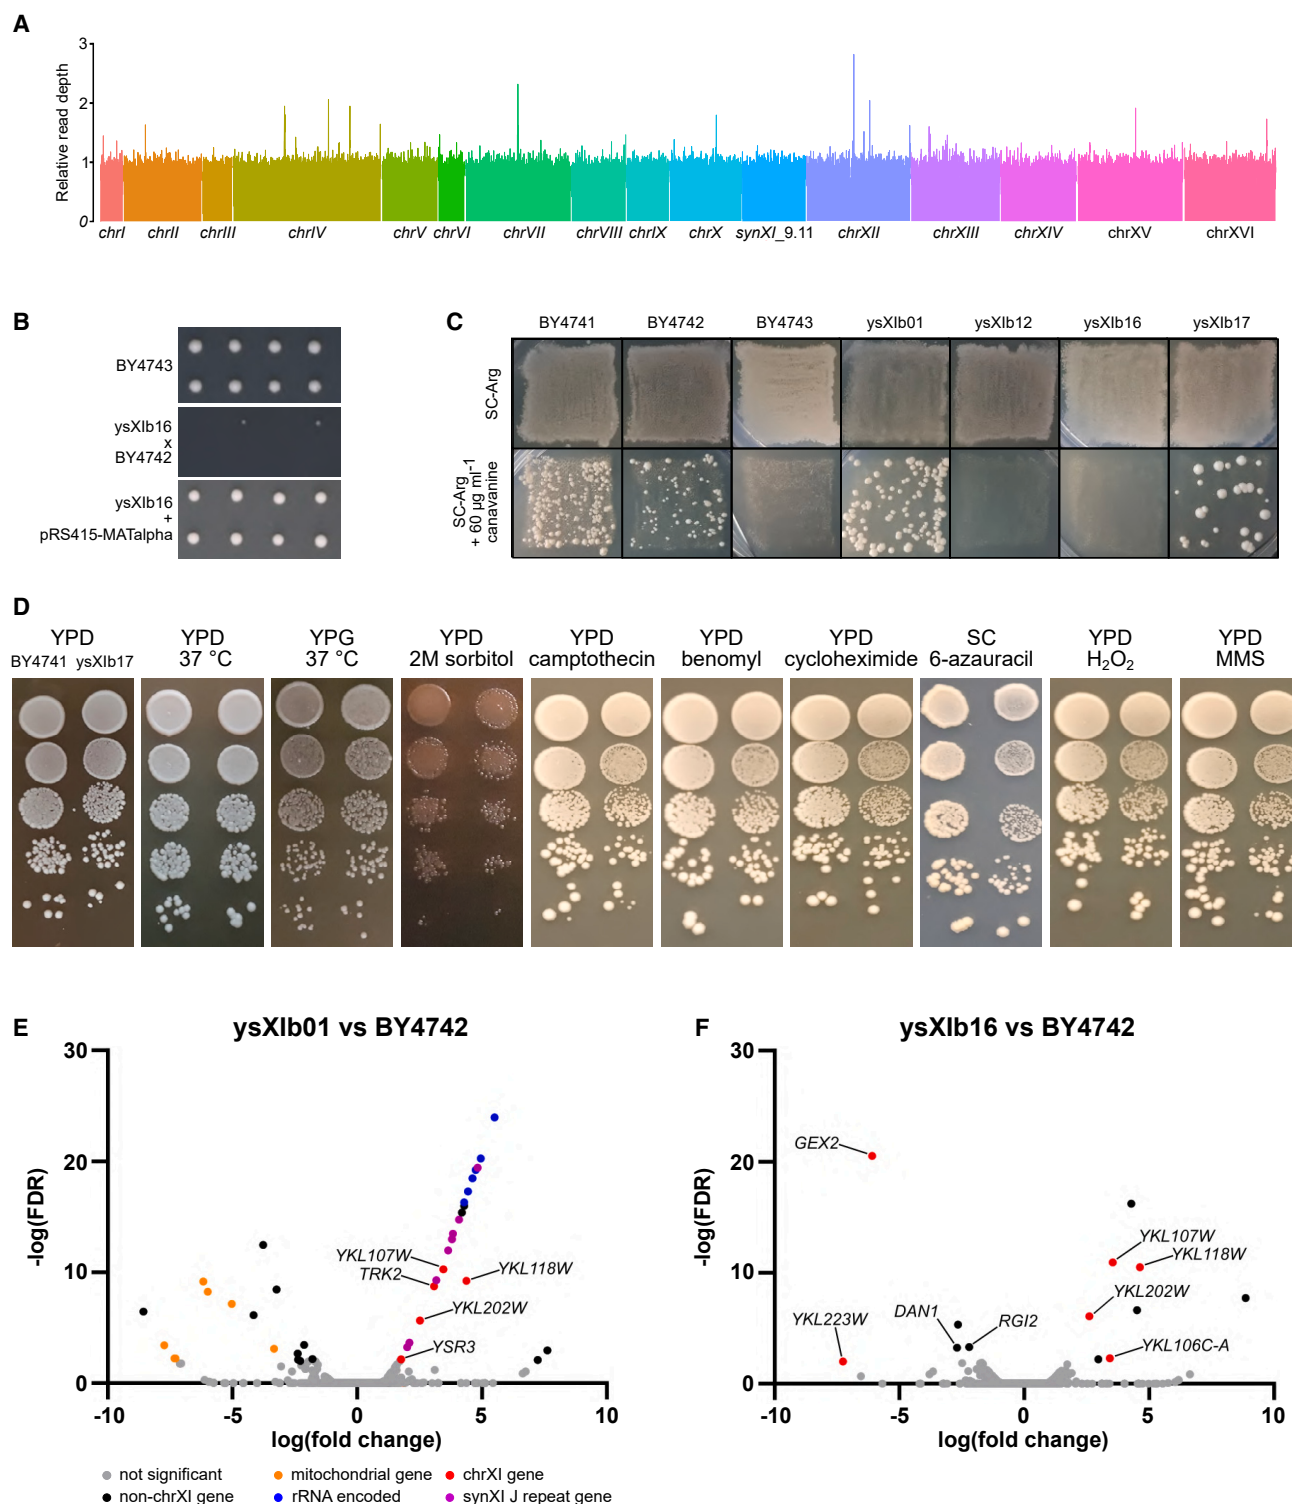 A
Relative read depth
3
2
1
0
chrI chrII chrIII chrIV chrV chrVI chrVII chrVIII chrIX chrX synXI_9.11 chrXII chrXIII chrXIV chrXV chrXVI
B
BY4743
ysXIb16
x
BY4742
ysXIb16
+
pRS415-MATalpha
C
BY4741 BY4742 BY4743 ysXIb01 ysXIb12 ysXIb16 ysXIb17
SC-Arg
SC-Arg
+ 60 µg ml-1
canavanine
D
YPD
BY4741 ysXIb17
YPD
37 °C
YPG
37 °C
YPD
2M sorbitol
YPD
camptothecin
YPD
benomyl
YPD
cycloheximide
SC
6-azauracil
YPD
H2O2
YPD
MMS
E
ysXIb01 vs BY4742
-log(FDR)
30
20
10
0
YKL107W
TRK2
YKL118W
YKL202W
YSR3
-10 -5 0 5 10
log(fold change)
not significant
mitochondrial gene
chrXI gene
non-chrXI gene
rRNA encoded
synXI J repeat gene
F
ysXIb16 vs BY4742
-log(FDR)
30
20
10
0
GEX2
YKL107W
YKL118W
YKL202W
DAN1
RGI2
YKL223W
YKL106C-A
-10 -5 0 5 10
log(fold change)